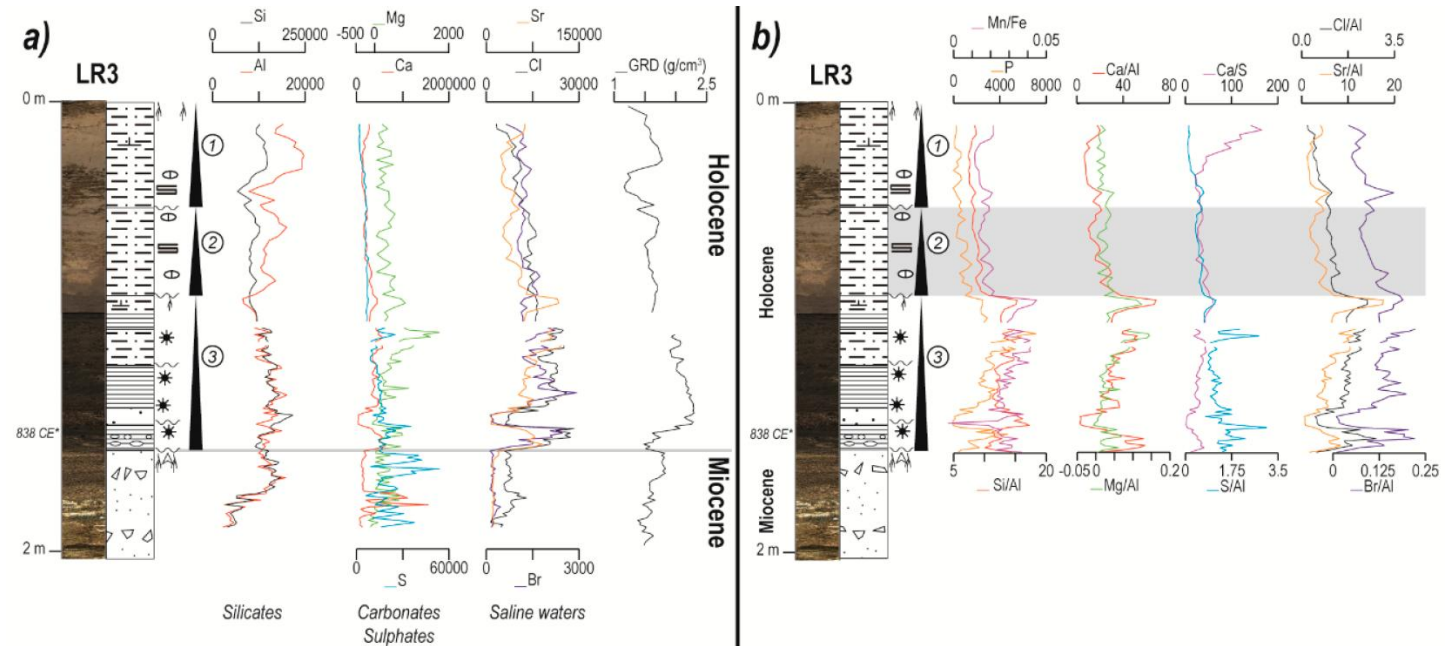 a)
LR3
Si
0 250000
Al
0 20000
Mg
-500 0 2000
Ca
0 2000000
Sr
0 150000
Cl
0 30000
GRD (g/cm³)
1 2.5
0 m
1
2
3
838 CE*
2 m
Holocene
Miocene
0 60000
S
0 3000
Br
Silicates
Carbonates
Sulphates
Saline waters
b)
LR3
Mn/Fe
0 0.05
P
0 4000 8000
Ca/Al
0 40 80
Ca/S
0 100 200
Cl/Al
0.0 3.5
Sr/Al
0 10 20
0 m
1
2
3
Holocene
838 CE*
Miocene
2 m
5 20
Si/Al
-0.05 0 0.2
Mg/Al
2.0 1.75 3.5
S/Al
0 0.125 0.25
Br/Al